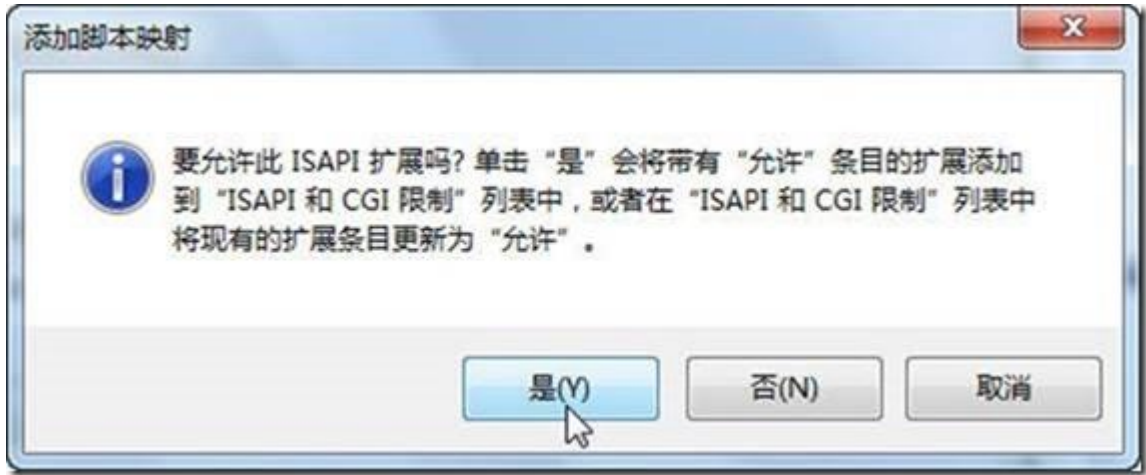 添加脚本映射
要允许此 ISAPI 扩展吗? 单击“是”会将带有“允许”条目的扩展添加
到“ISAPI 和 CGI 限制”列表中，或者在“ISAPI 和 CGI 限制”列表中
将现有的扩展条目更新为“允许”。
是(Y)
否(N)
取消